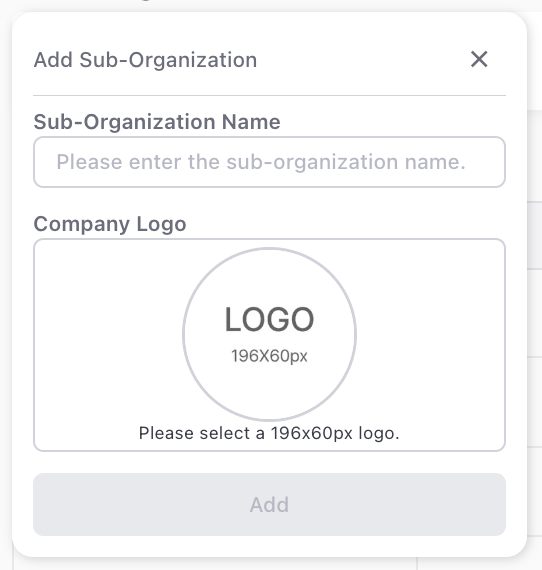 Add Sub-Organization
Sub-Organization Name
Please enter the sub-organization name.
Company Logo
LOGO
196X60px
Please select a 196x60px logo.
Add